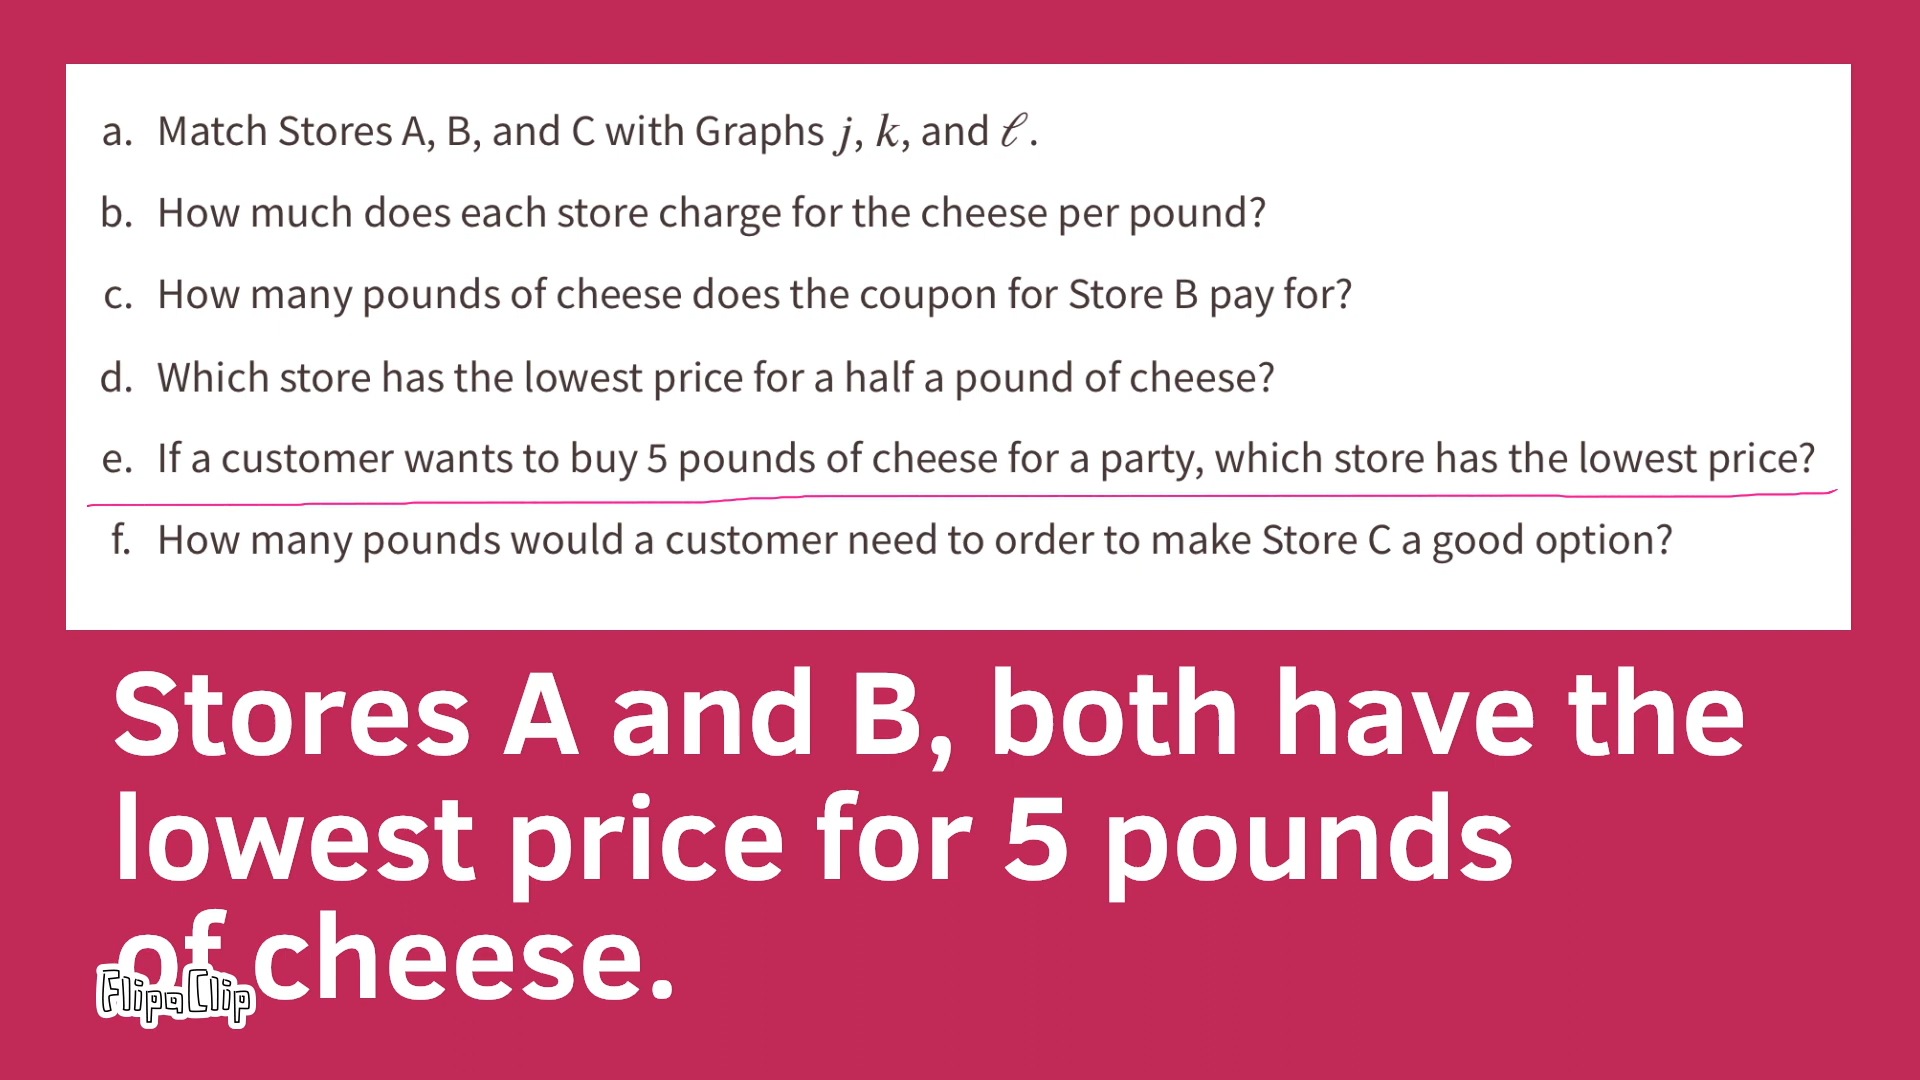 a. Match Stores A, B, and C with Graphs j, k, and ℓ.
b. How much does each store charge for the cheese per pound?
c. How many pounds of cheese does the coupon for Store B pay for?
d. Which store has the lowest price for a half a pound of cheese?
e. If a customer wants to buy 5 pounds of cheese for a party, which store has the lowest price?
f. How many pounds would a customer need to order to make Store C a good option?
Stores A and B, both have the
lowest price for 5 pounds
of cheese.
FlipaClip